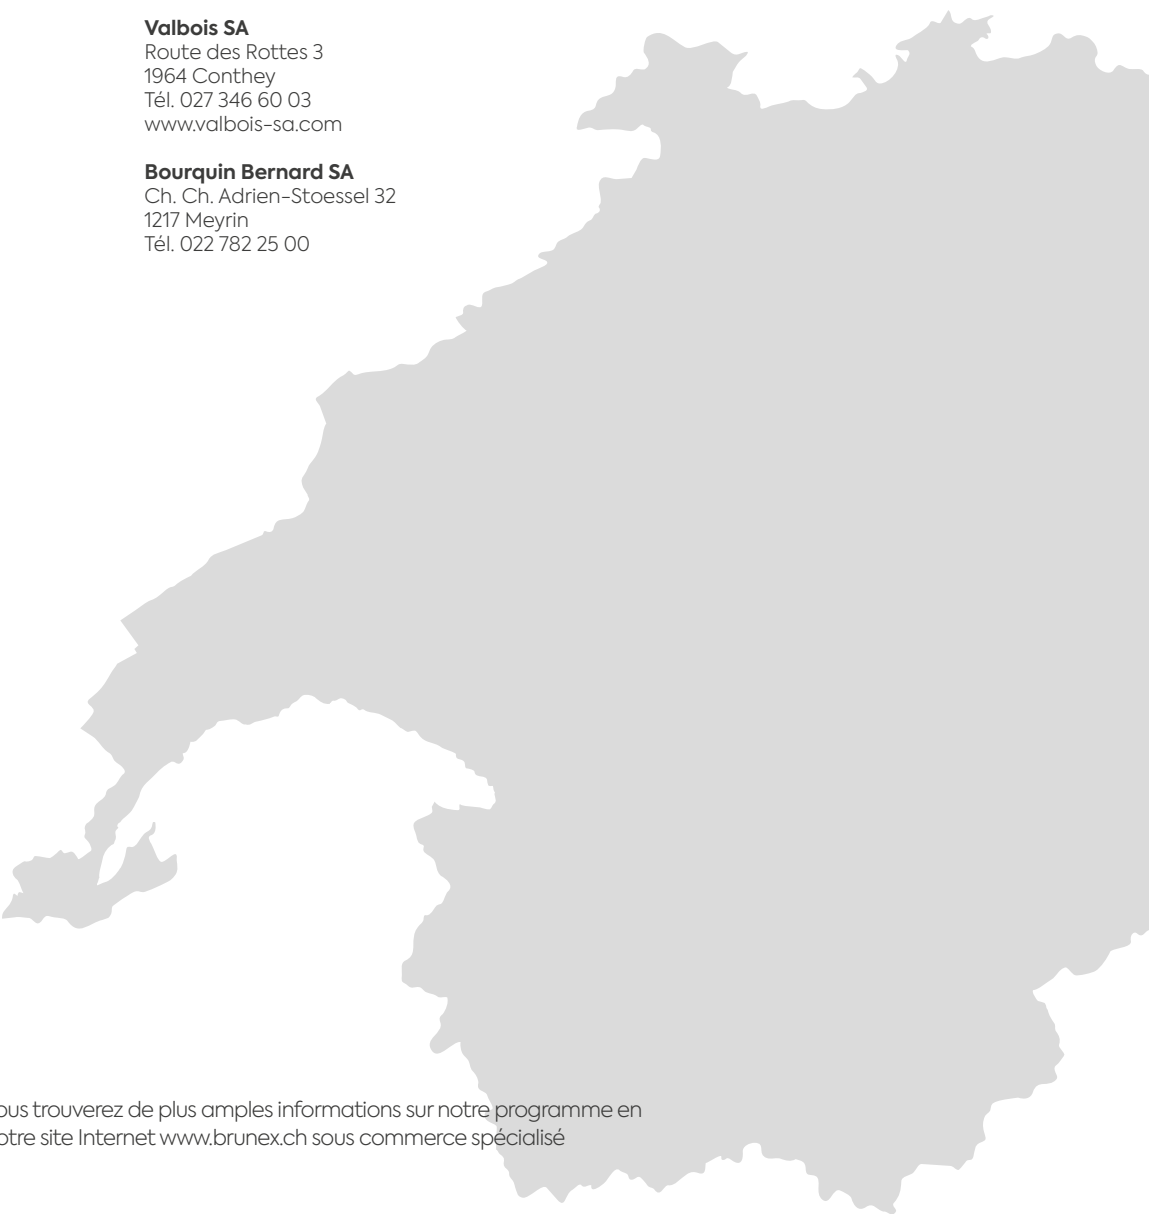 Valbois SA
Route des Rottes 3
1964 Conthey
Tél. 027 346 60 03
www.valbois-sa.com
Bourquin Bernard SA
Ch. Ch. Adrien-Stoessel 32
1217 Meyrin
Tél. 022 782 25 00
ous trouverez de plus amples informations sur notre programme en
otre site Internet www.brunex.ch sous commerce spécialisé